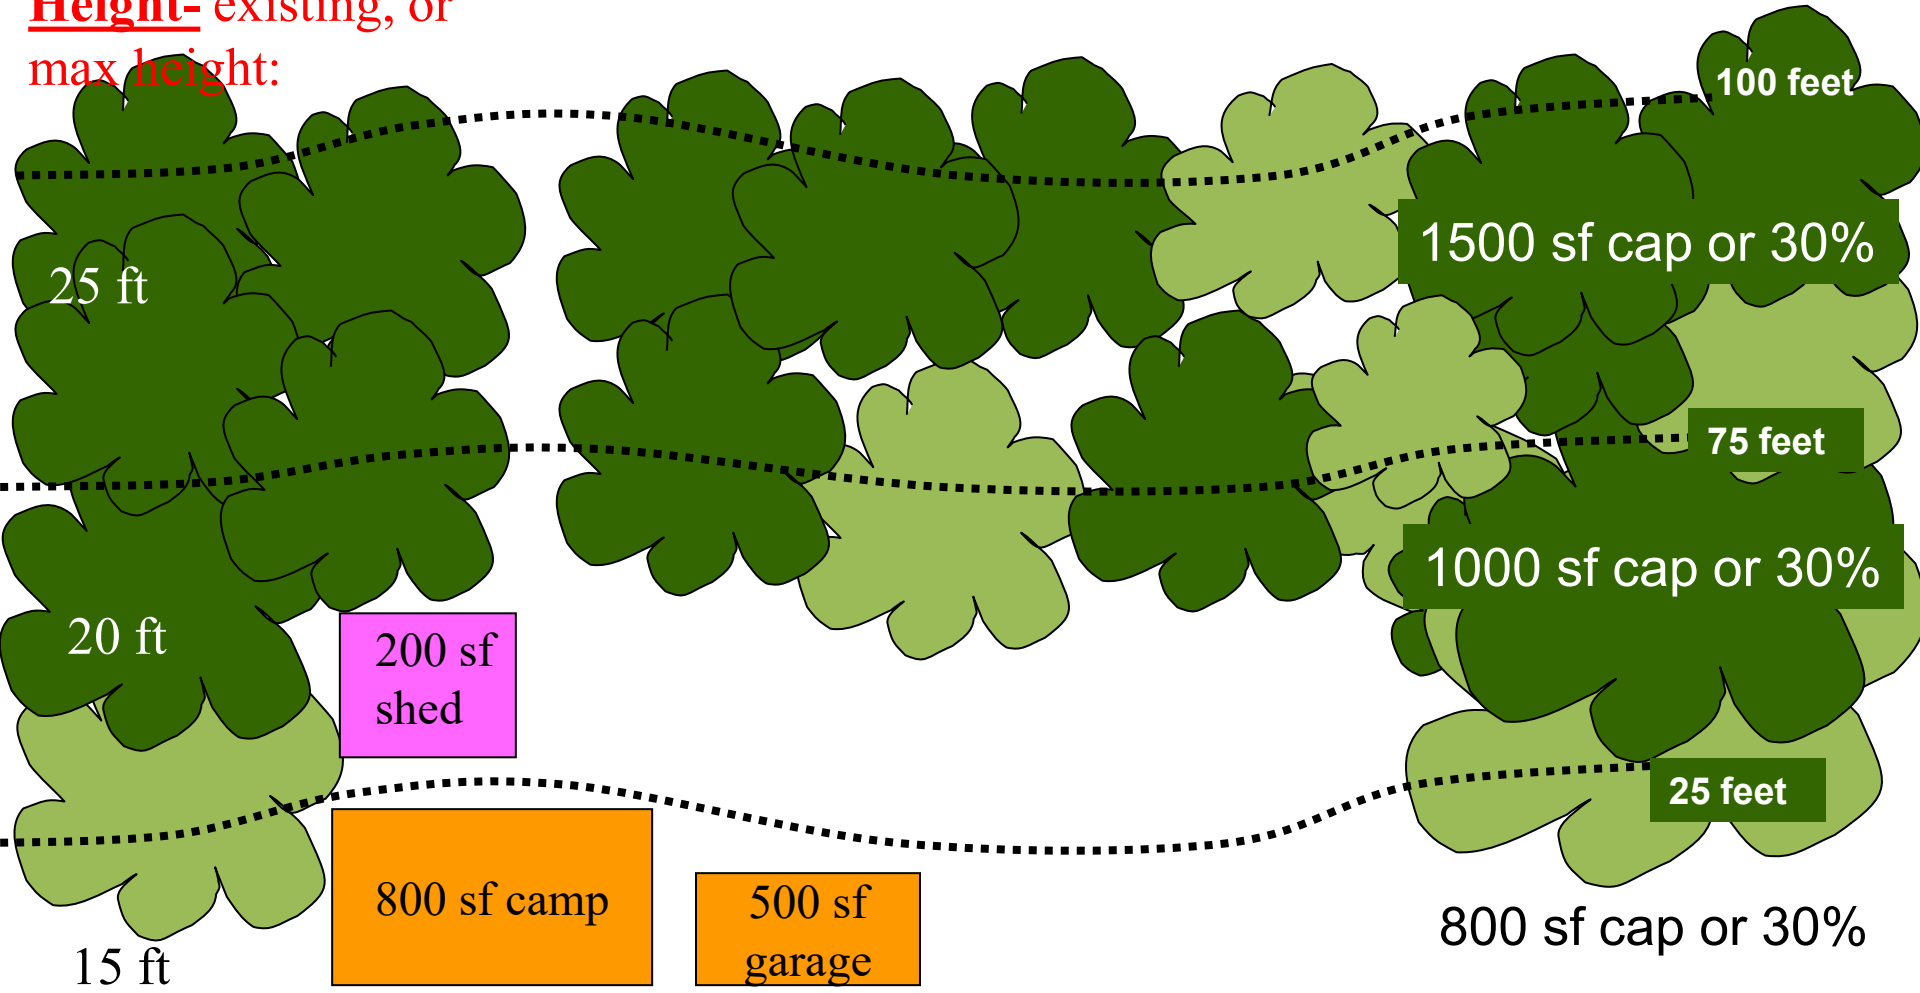 Height- existing, or
max height:
100 feet
1500 sf cap or 30%
25 ft
75 feet
1000 sf cap or 30%
20 ft
200 sf
shed
25 feet
800 sf camp
500 sf
garage
800 sf cap or 30%
15 ft